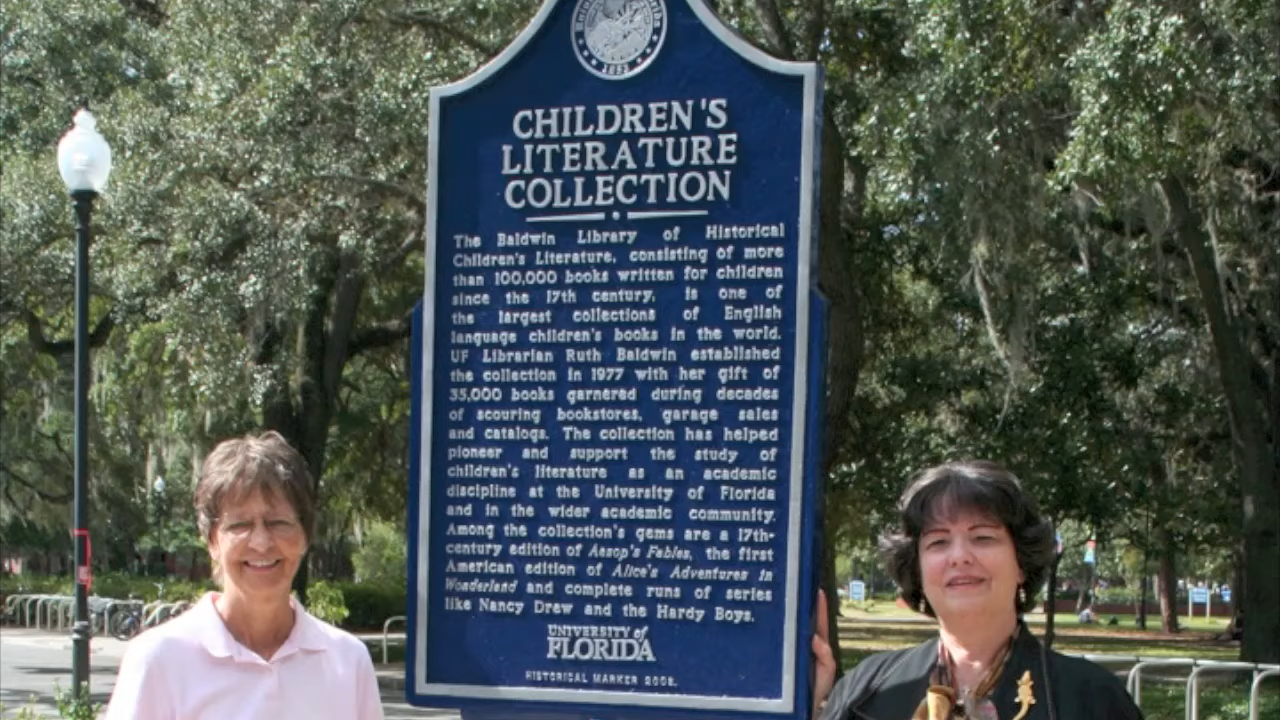 1853
CHILDREN'S
LITERATURE
COLLECTION
The Baldwin Library of Historical
Children's Literature, consisting of more
than 100,000 books written for children
since the 17th century, is one of
the largest collections of English
language children's books in the world.
UF Librarian Ruth Baldwin established
the collection in 1977 with her gift of
35,000 books garnered during decades
of scouring bookstores, garage sales
and catalogs. The collection has helped
pioneer and support the study of
children's literature as an academic
discipline at the University of Florida
and in the wider academic community.
Among the collection's gems are a 17th-
century edition of Aesop's Fables, the first
American edition of Alice's Adventures in
Wonderland and complete runs of series
like Nancy Drew and the Hardy Boys.
UNIVERSITY of
FLORIDA
HISTORICAL MARKER 2008.